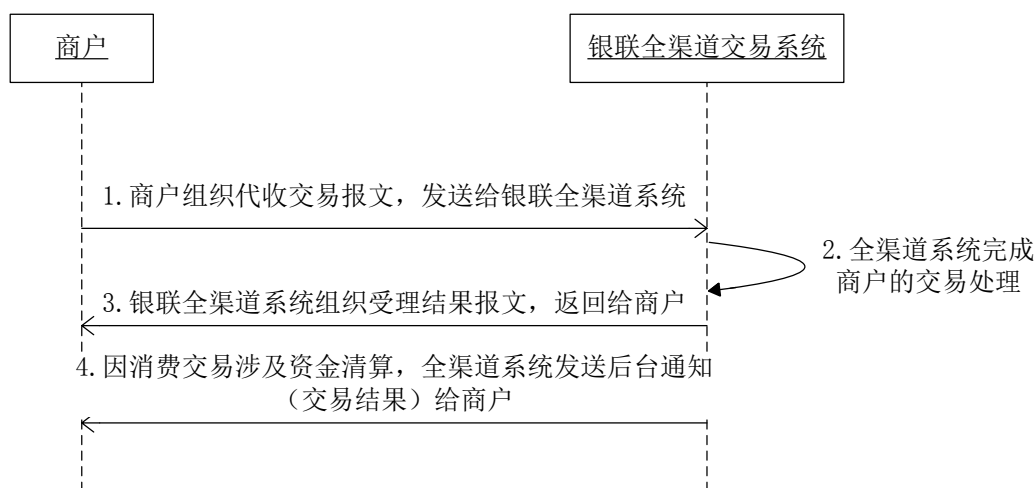 商户
银联全渠道交易系统
1.商户组织代收交易报文，发送给银联全渠道系统
2.全渠道系统完成
商户的交易处理
3.银联全渠道系统组织受理结果报文，返回给商户
4.因消费交易涉及资金清算，全渠道系统发送后台通知
（交易结果）给商户